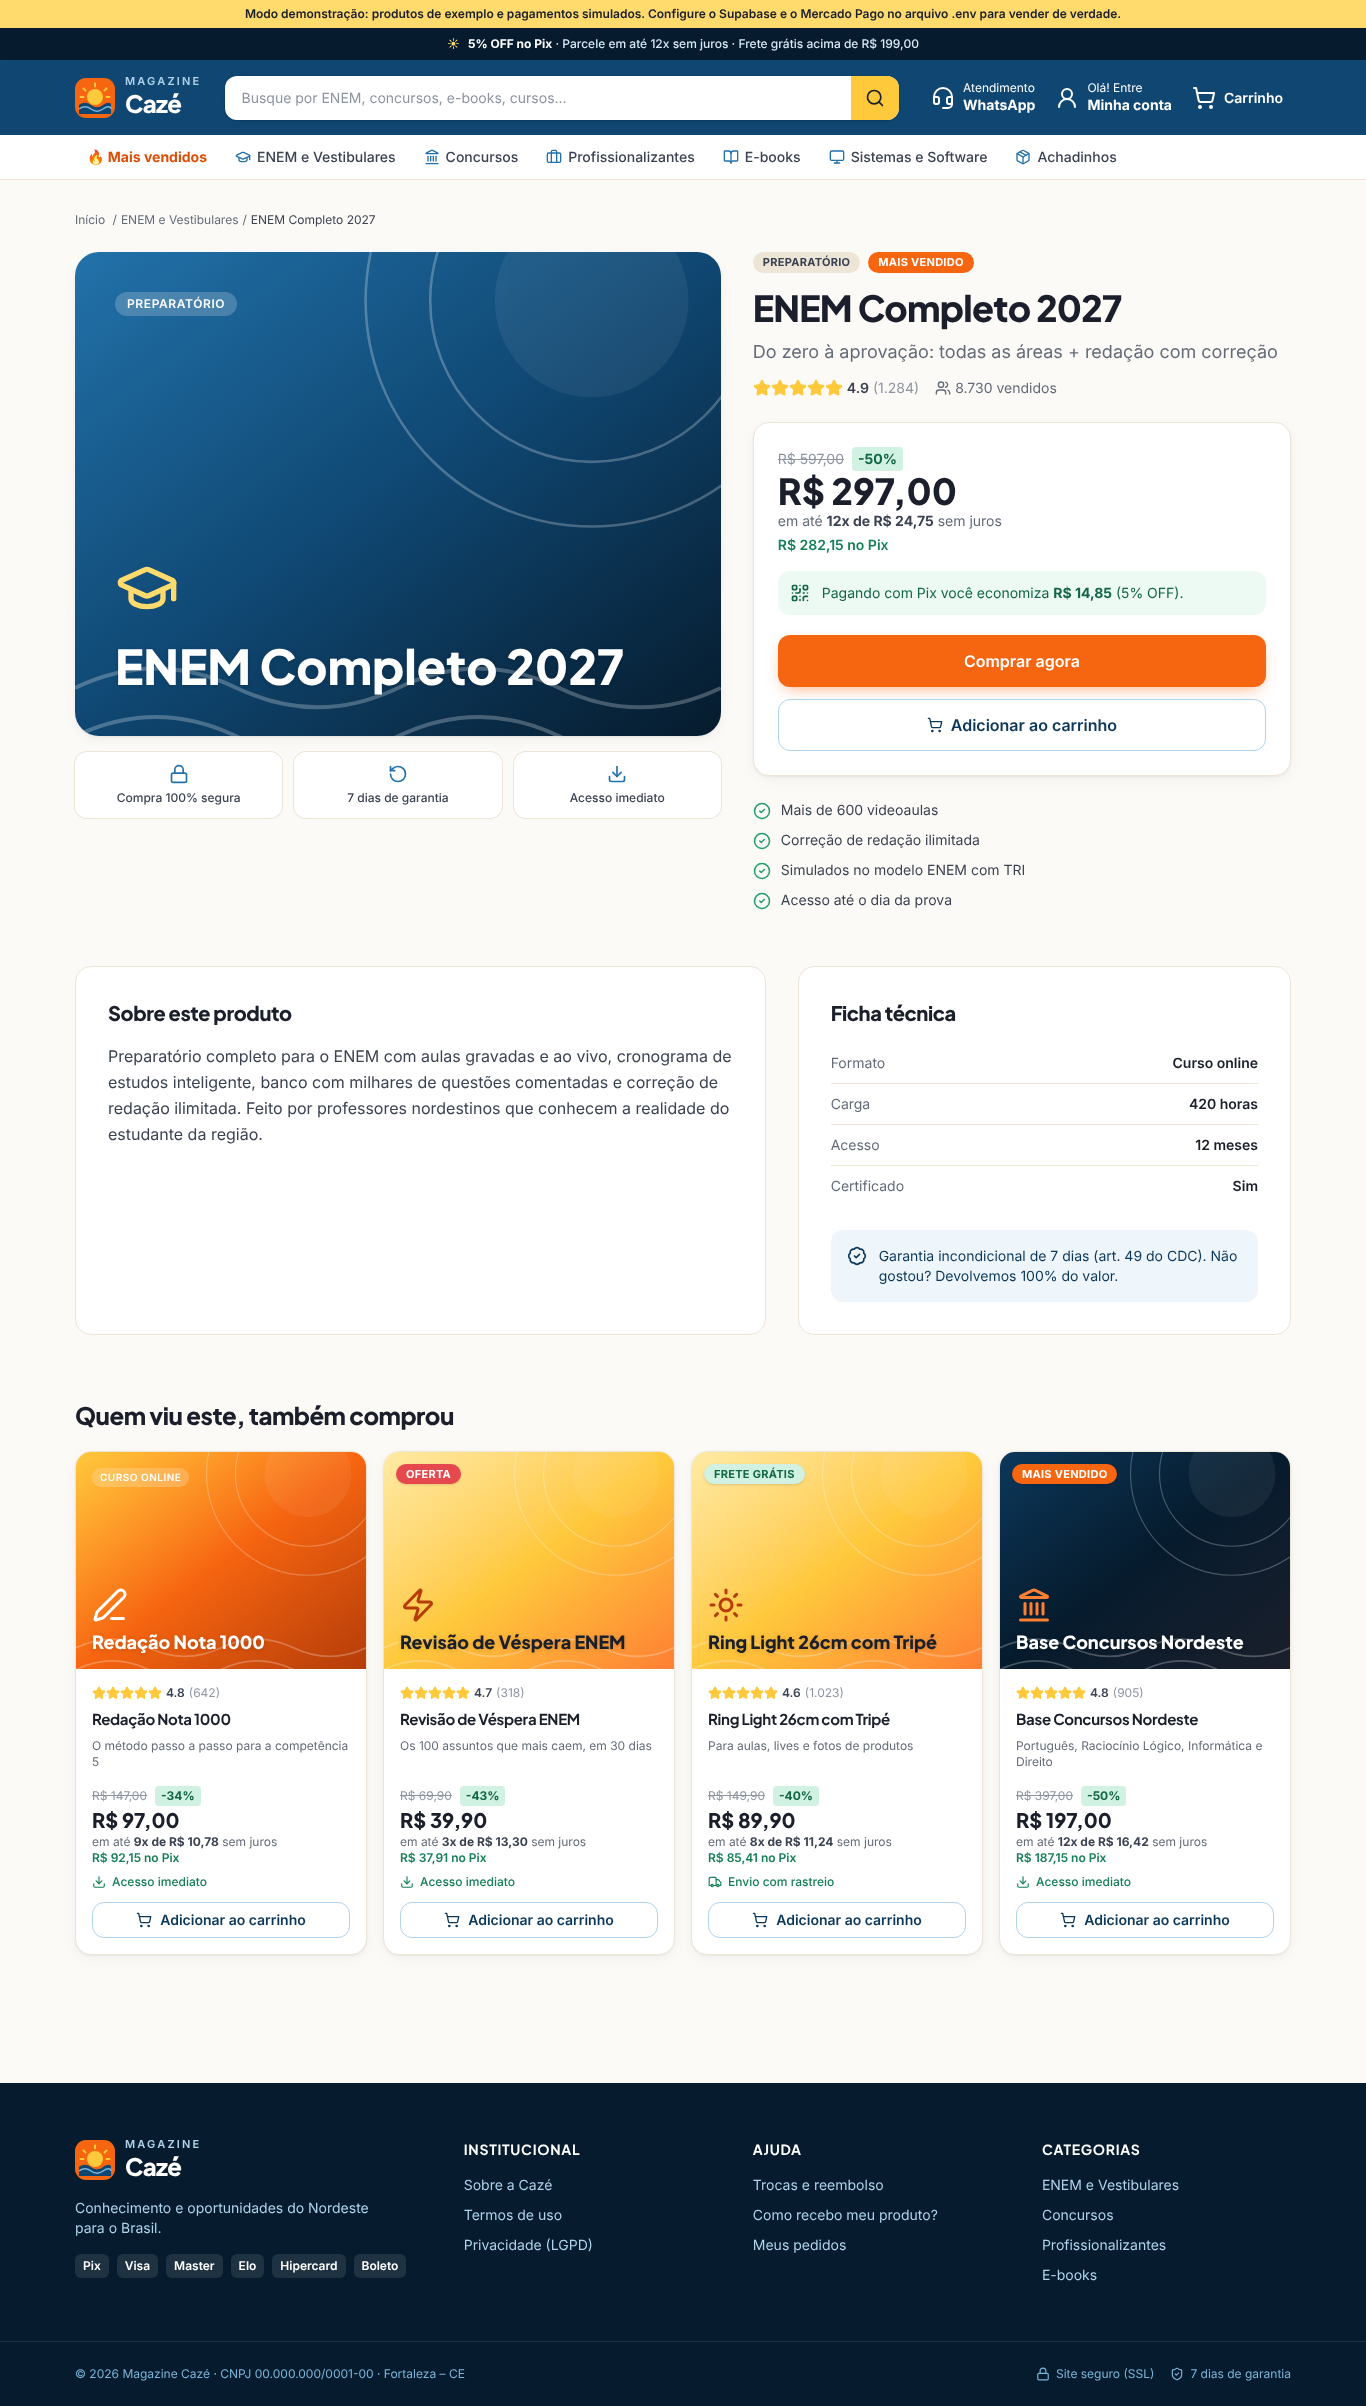 Modo demonstração: produtos de exemplo e pagamentos simulados. Configure o Supabase e o Mercado Pago no arquivo .env para vender de verdade.
5% OFF no Pix · Parcele em até 12x sem juros · Frete grátis acima de R$ 199,00
MAGAZINE
Cazé
Busque por ENEM, concursos, e-books, cursos...
Atendimento
WhatsApp
Olá! Entre
Minha conta
Carrinho
Mais vendidos
ENEM e Vestibulares
Concursos
Profissionalizantes
E-books
Sistemas e Software
Achadinhos
Início / ENEM e Vestibulares / ENEM Completo 2027
PREPARATÓRIO
ENEM Completo 2027
Compra 100% segura
7 dias de garantia
Acesso imediato
PREPARATÓRIO
MAIS VENDIDO
ENEM Completo 2027
Do zero à aprovação: todas as áreas + redação com correção
4.9 (1.284)
8.730 vendidos
R$ 597,00
-50%
R$ 297,00
em até 12x de R$ 24,75 sem juros
R$ 282,15 no Pix
Pagando com Pix você economiza R$ 14,85 (5% OFF).
Comprar agora
Adicionar ao carrinho
Mais de 600 videoaulas
Correção de redação ilimitada
Simulados no modelo ENEM com TRI
Acesso até o dia da prova
Sobre este produto
Preparatório completo para o ENEM com aulas gravadas e ao vivo, cronograma de
estudos inteligente, banco com milhares de questões comentadas e correção de
redação ilimitada. Feito por professores nordestinos que conhecem a realidade do
estudante da região.
Ficha técnica
Formato
Curso online
Carga
420 horas
Acesso
12 meses
Certificado
Sim
Garantia incondicional de 7 dias (art. 49 do CDC). Não
gostou? Devolvemos 100% do valor.
Quem viu este, também comprou
CURSO ONLINE
Redação Nota 1000
4.8 (642)
Redação Nota 1000
O método passo a passo para a competência
5
R$ 147,00
-34%
R$ 97,00
em até 9x de R$ 10,78 sem juros
R$ 92,15 no Pix
Acesso imediato
Adicionar ao carrinho
OFERTA
Revisão de Véspera ENEM
4.7 (318)
Revisão de Véspera ENEM
Os 100 assuntos que mais caem, em 30 dias
R$ 69,90
-43%
R$ 39,90
em até 3x de R$ 13,30 sem juros
R$ 37,91 no Pix
Acesso imediato
Adicionar ao carrinho
FRETE GRÁTIS
Ring Light 26cm com Tripé
4.6 (1.023)
Ring Light 26cm com Tripé
Para aulas, lives e fotos de produtos
R$ 149,90
-40%
R$ 89,90
em até 8x de R$ 11,24 sem juros
R$ 85,41 no Pix
Envio com rastreio
Adicionar ao carrinho
MAIS VENDIDO
Base Concursos Nordeste
4.8 (905)
Base Concursos Nordeste
Português, Raciocínio Lógico, Informática e
Direito
R$ 397,00
-50%
R$ 197,00
em até 12x de R$ 16,42 sem juros
R$ 187,15 no Pix
Acesso imediato
Adicionar ao carrinho
MAGAZINE
Cazé
Conhecimento e oportunidades do Nordeste
para o Brasil.
Pix
Visa
Master
Elo
Hipercard
Boleto
INSTITUCIONAL
Sobre a Cazé
Termos de uso
Privacidade (LGPD)
AJUDA
Trocas e reembolso
Como recebo meu produto?
Meus pedidos
CATEGORIAS
ENEM e Vestibulares
Concursos
Profissionalizantes
E-books
© 2026 Magazine Cazé · CNPJ 00.000.000/0001-00 · Fortaleza – CE
Site seguro (SSL)
7 dias de garantia